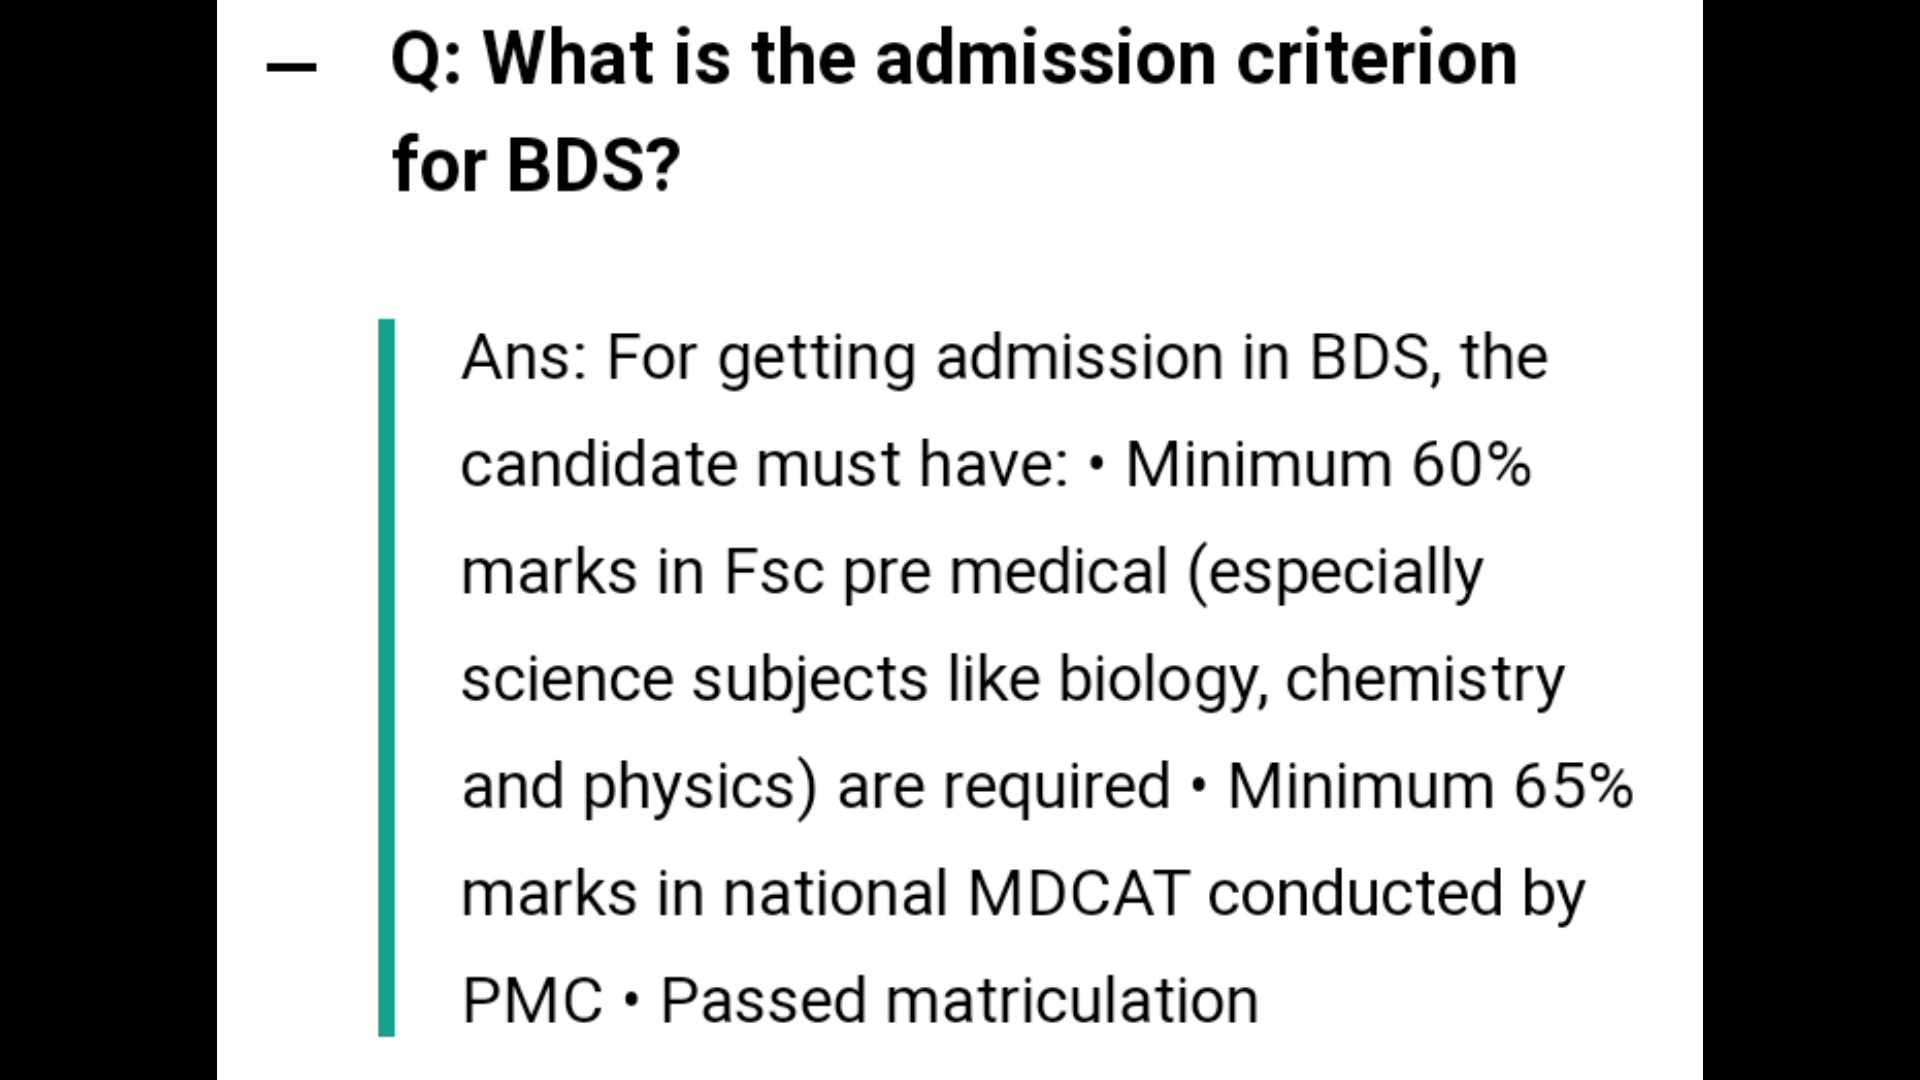 Q: What is the admission criterion
for BDS?
Ans: For getting admission in BDS, the
candidate must have: • Minimum 60%
marks in Fsc pre medical (especially
science subjects like biology, chemistry
and physics) are required • Minimum 65%
marks in national MDCAT conducted by
PMC • Passed matriculation